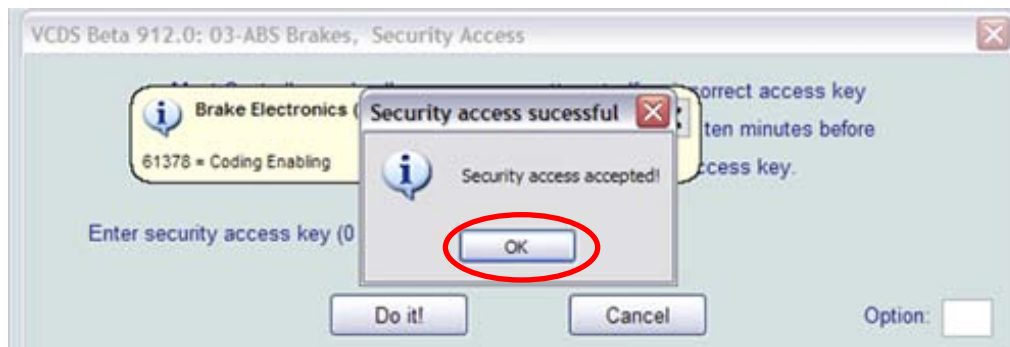 VCDS Beta 912.0: 03-ABS Brakes, Security Access
orrect access key
Brake Electronics (
Security access sucessful
ten minutes before
61378 = Coding Enabling
Security access accepted!
ccess key.
Enter security access key (0
OK
Do it!
Cancel
Option: